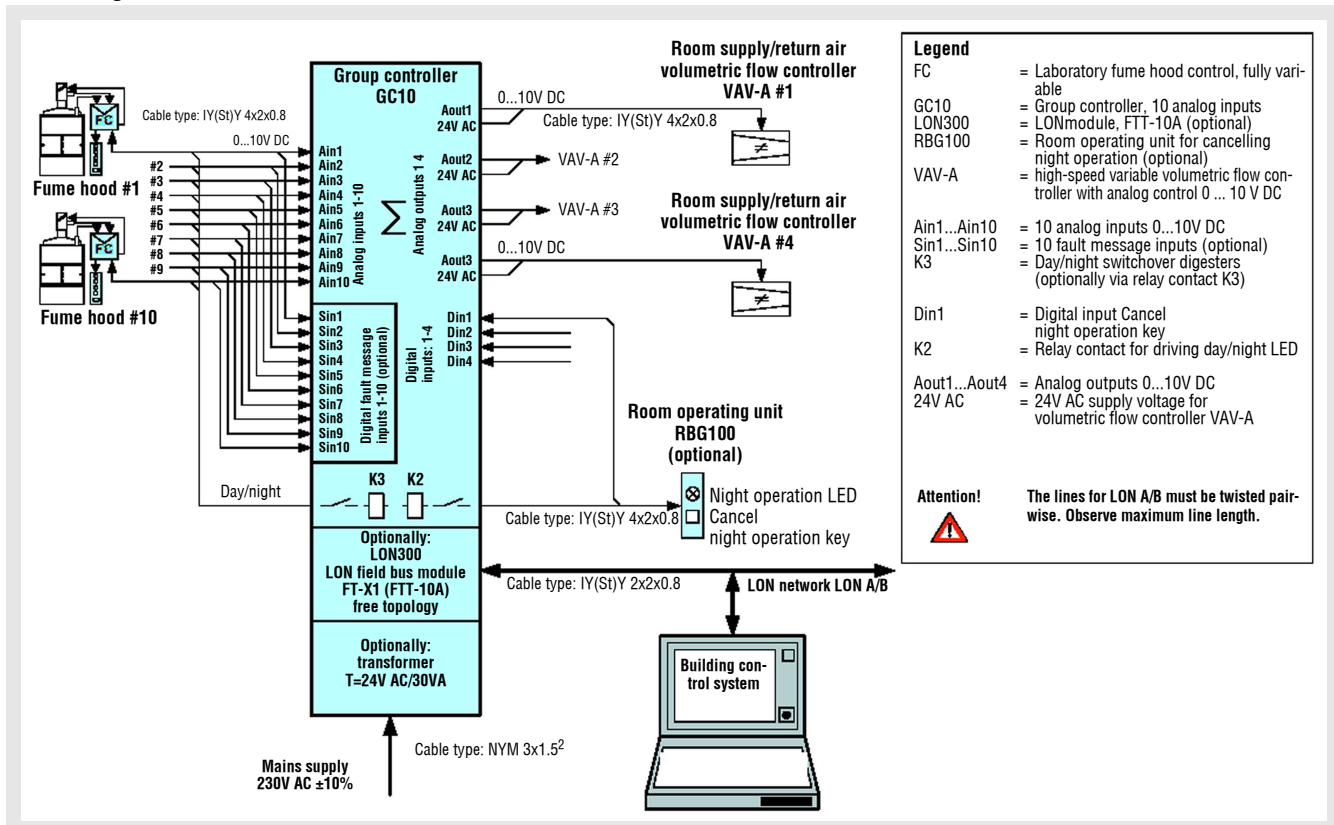 Group controller
GC10
Cable type: IY(St)Y 4x2x0.8
0...10V DC
FC
Fume hood #1
#2
#3
#4
#5
#6
#7
#8
#9
FC
Fume hood #10
Ain1
Ain2
Ain3
Ain4
Ain5
Ain6
Ain7
Ain8
Ain9
Ain10
Analog inputs 1-10
Σ
Analog outputs 1 4
Aout1
24V AC
Aout2
24V AC
Aout3
24V AC
Aout3
24V AC
0...10V DC
Cable type: IY(St)Y 4x2x0.8
Room supply/return air
volumetric flow controller
VAV-A #1
VAV-A #2
VAV-A #3
Room supply/return air
volumetric flow controller
VAV-A #4
0...10V DC
Sin1
Sin2
Sin3
Sin4
Sin5
Sin6
Sin7
Sin8
Sin9
Sin10
Digital fault message
inputs 1-10 (optional)
Digital
inputs: 1-4
Din1
Din2
Din3
Din4
Room operating unit
RBG100
(optional)
Night operation LED
Cancel
night operation key
Day/night
K3
K2
Cable type: IY(St)Y 4x2x0.8
Optionally:
LON300
LON field bus module
FT-X1 (FTT-10A)
free topology
Cable type: IY(St)Y 2x2x0.8
LON network LON A/B
Optionally:
transformer
T=24V AC/30VA
Building con-
trol system
Cable type: NYM 3x1.5²
Mains supply
230V AC ±10%
Legend
FC = Laboratory fume hood control, fully vari-
able
GC10 = Group controller, 10 analog inputs
LON300 = LONmodule, FTT-10A (optional)
RBG100 = Room operating unit for cancelling
night operation (optional)
VAV-A = high-speed variable volumetric flow con-
troller with analog control 0 ... 10 V DC
Ain1...Ain10 = 10 analog inputs 0...10V DC
Sin1...Sin10 = 10 fault message inputs (optional)
K3 = Day/night switchover digesters
(optionally via relay contact K3)
Din1 = Digital input Cancel
night operation key
K2 = Relay contact for driving day/night LED
Aout1...Aout4 = Analog outputs 0...10V DC
24V AC = 24V AC supply voltage for
volumetric flow controller VAV-A
Attention! The lines for LON A/B must be twisted pair-
wise. Observe maximum line length.